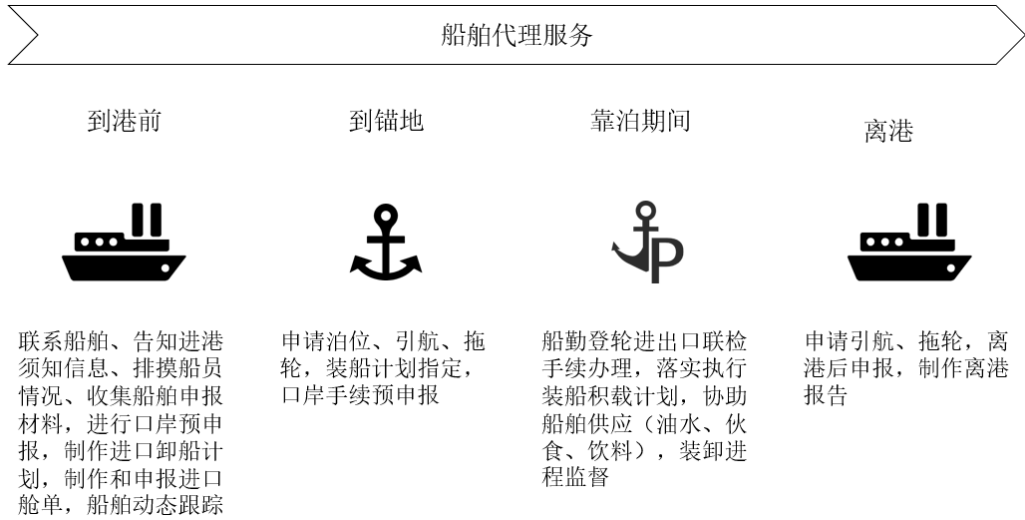 船舶代理服务
到港前
到锚地
靠泊期间
离港
P
联系船舶、告知进港
须知信息、排摸船员
情况、收集船舶申报
材料，进行口岸预申
报，制作进口卸船计
划，制作和申报进口
舱单，船舶动态跟踪
申请泊位、引航、拖
轮，装船计划指定，
口岸手续预申报
船勤登轮进出口联检
手续办理，落实执行
装船积载计划，协助
船舶供应（油水、伙
食、饮料），装卸进
程监督
申请引航、拖轮，离
港后申报，制作离港
报告